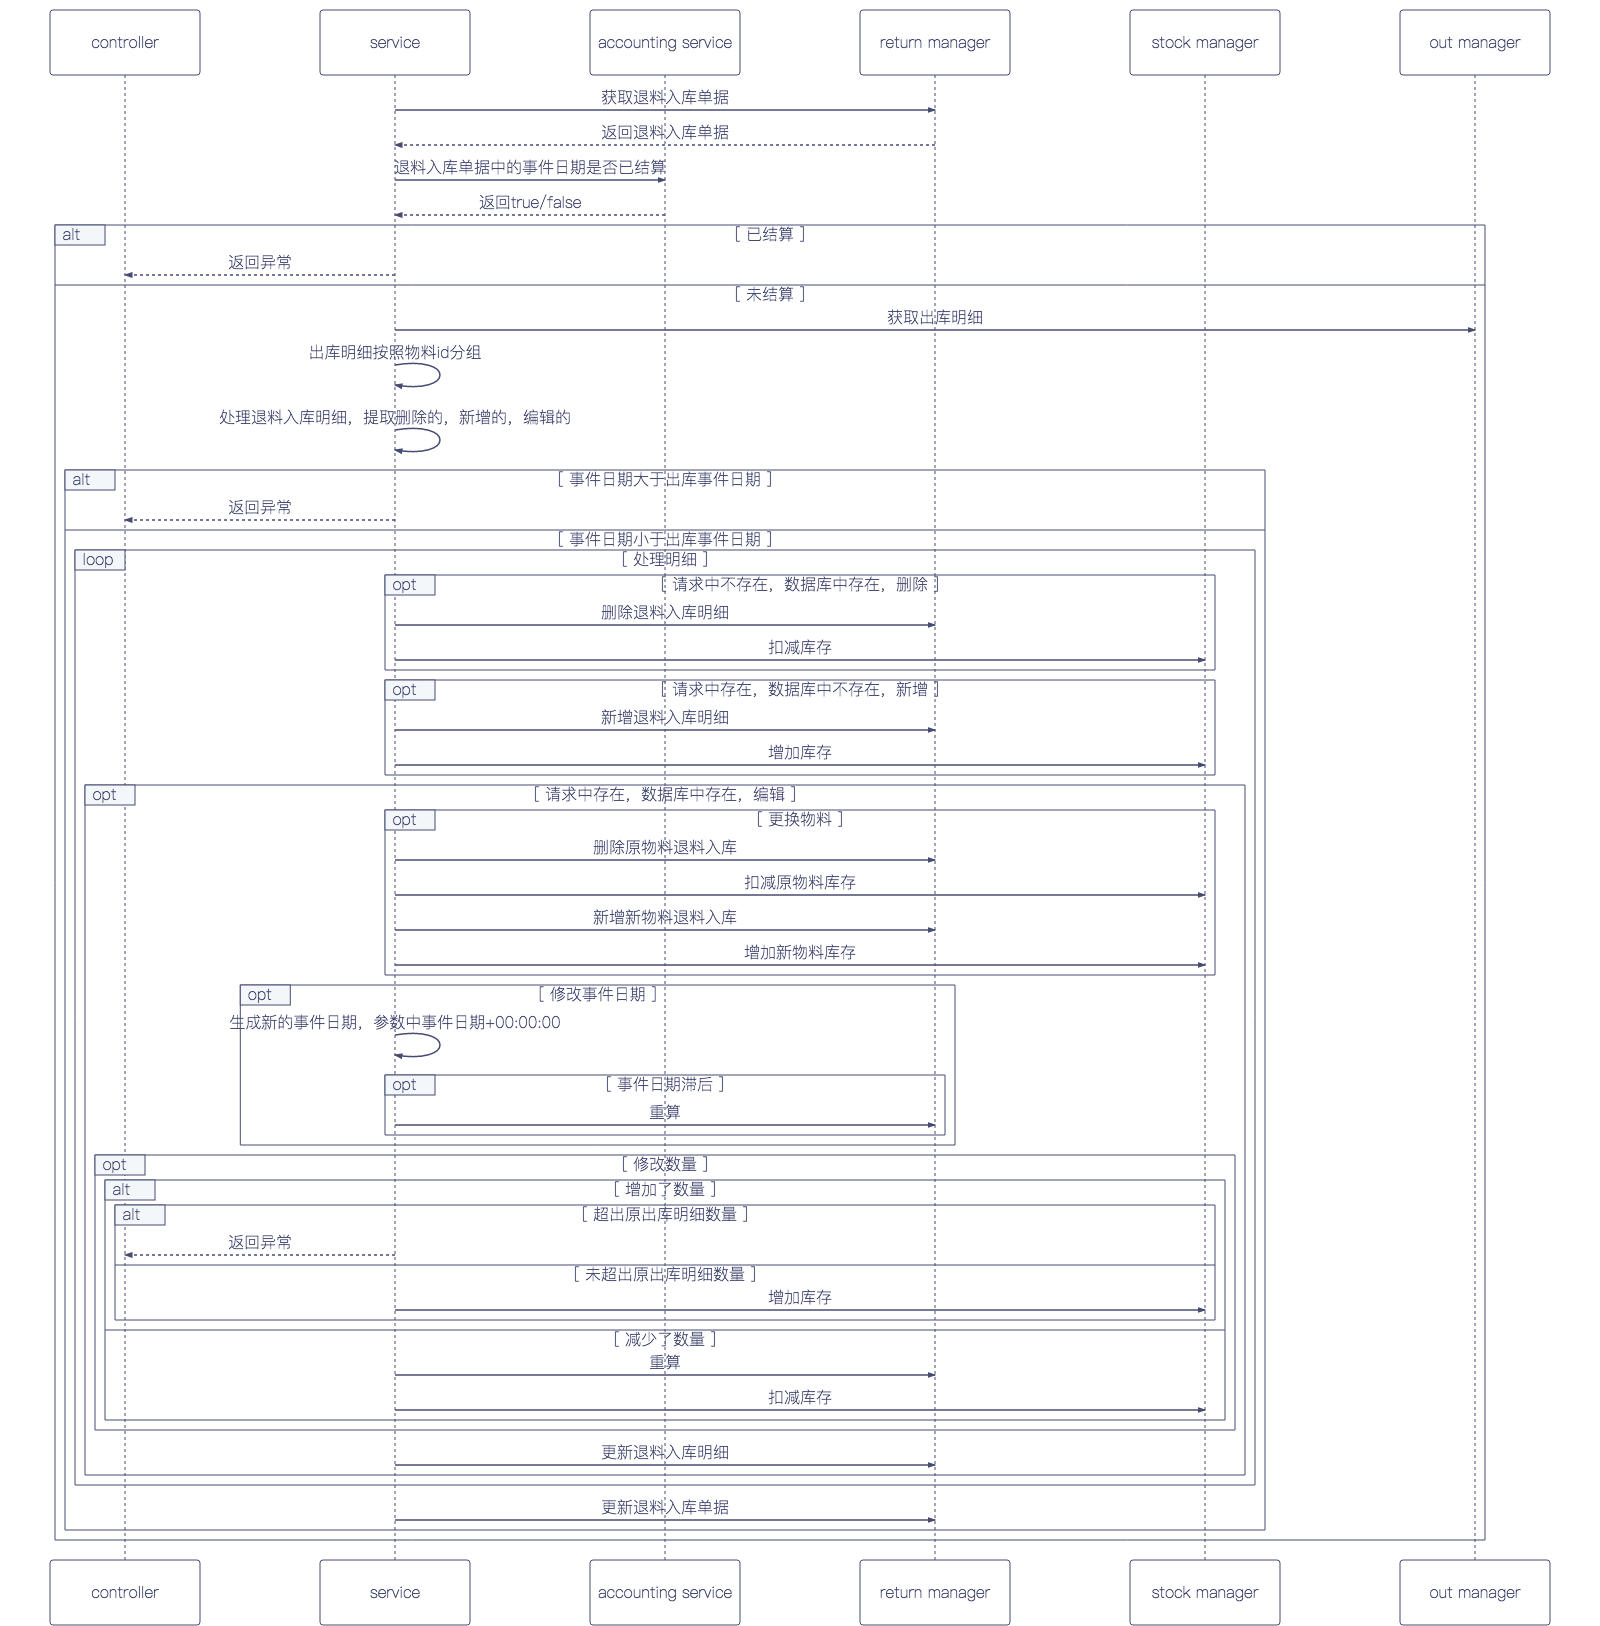 controller
service
accounting service
return manager
stock manager
out manager
获取退料入库单据
返回退料入库单据
退料入库单据中的事件日期是否已结算
返回true/false
alt
[ 已结算 ]
返回异常
[ 未结算 ]
获取出库明细
出库明细按照物料id分组
处理退料入库明细，提取删除的，新增的，编辑的
alt
[ 事件日期大于出库事件日期 ]
返回异常
[ 事件日期小于出库事件日期 ]
loop
[ 处理明细 ]
opt
[ 请求中不存在，数据库中存在，删除 ]
删除退料入库明细
扣减库存
opt
[ 请求中存在，数据库中不存在，新增 ]
新增退料入库明细
增加库存
opt
[ 请求中存在，数据库中存在，编辑 ]
opt
[ 更换物料 ]
删除原物料退料入库
扣减原物料库存
新增新物料退料入库
增加新物料库存
opt
[ 修改事件日期 ]
生成新的事件日期，参数中事件日期+00:00:00
opt
[ 事件日期滞后 ]
重算
opt
[ 修改数量 ]
alt
[ 增加了数量 ]
alt
[ 超出原出库明细数量 ]
返回异常
[ 未超出原出库明细数量 ]
增加库存
[ 减少了数量 ]
重算
扣减库存
更新退料入库明细
更新退料入库单据
controller
service
accounting service
return manager
stock manager
out manager